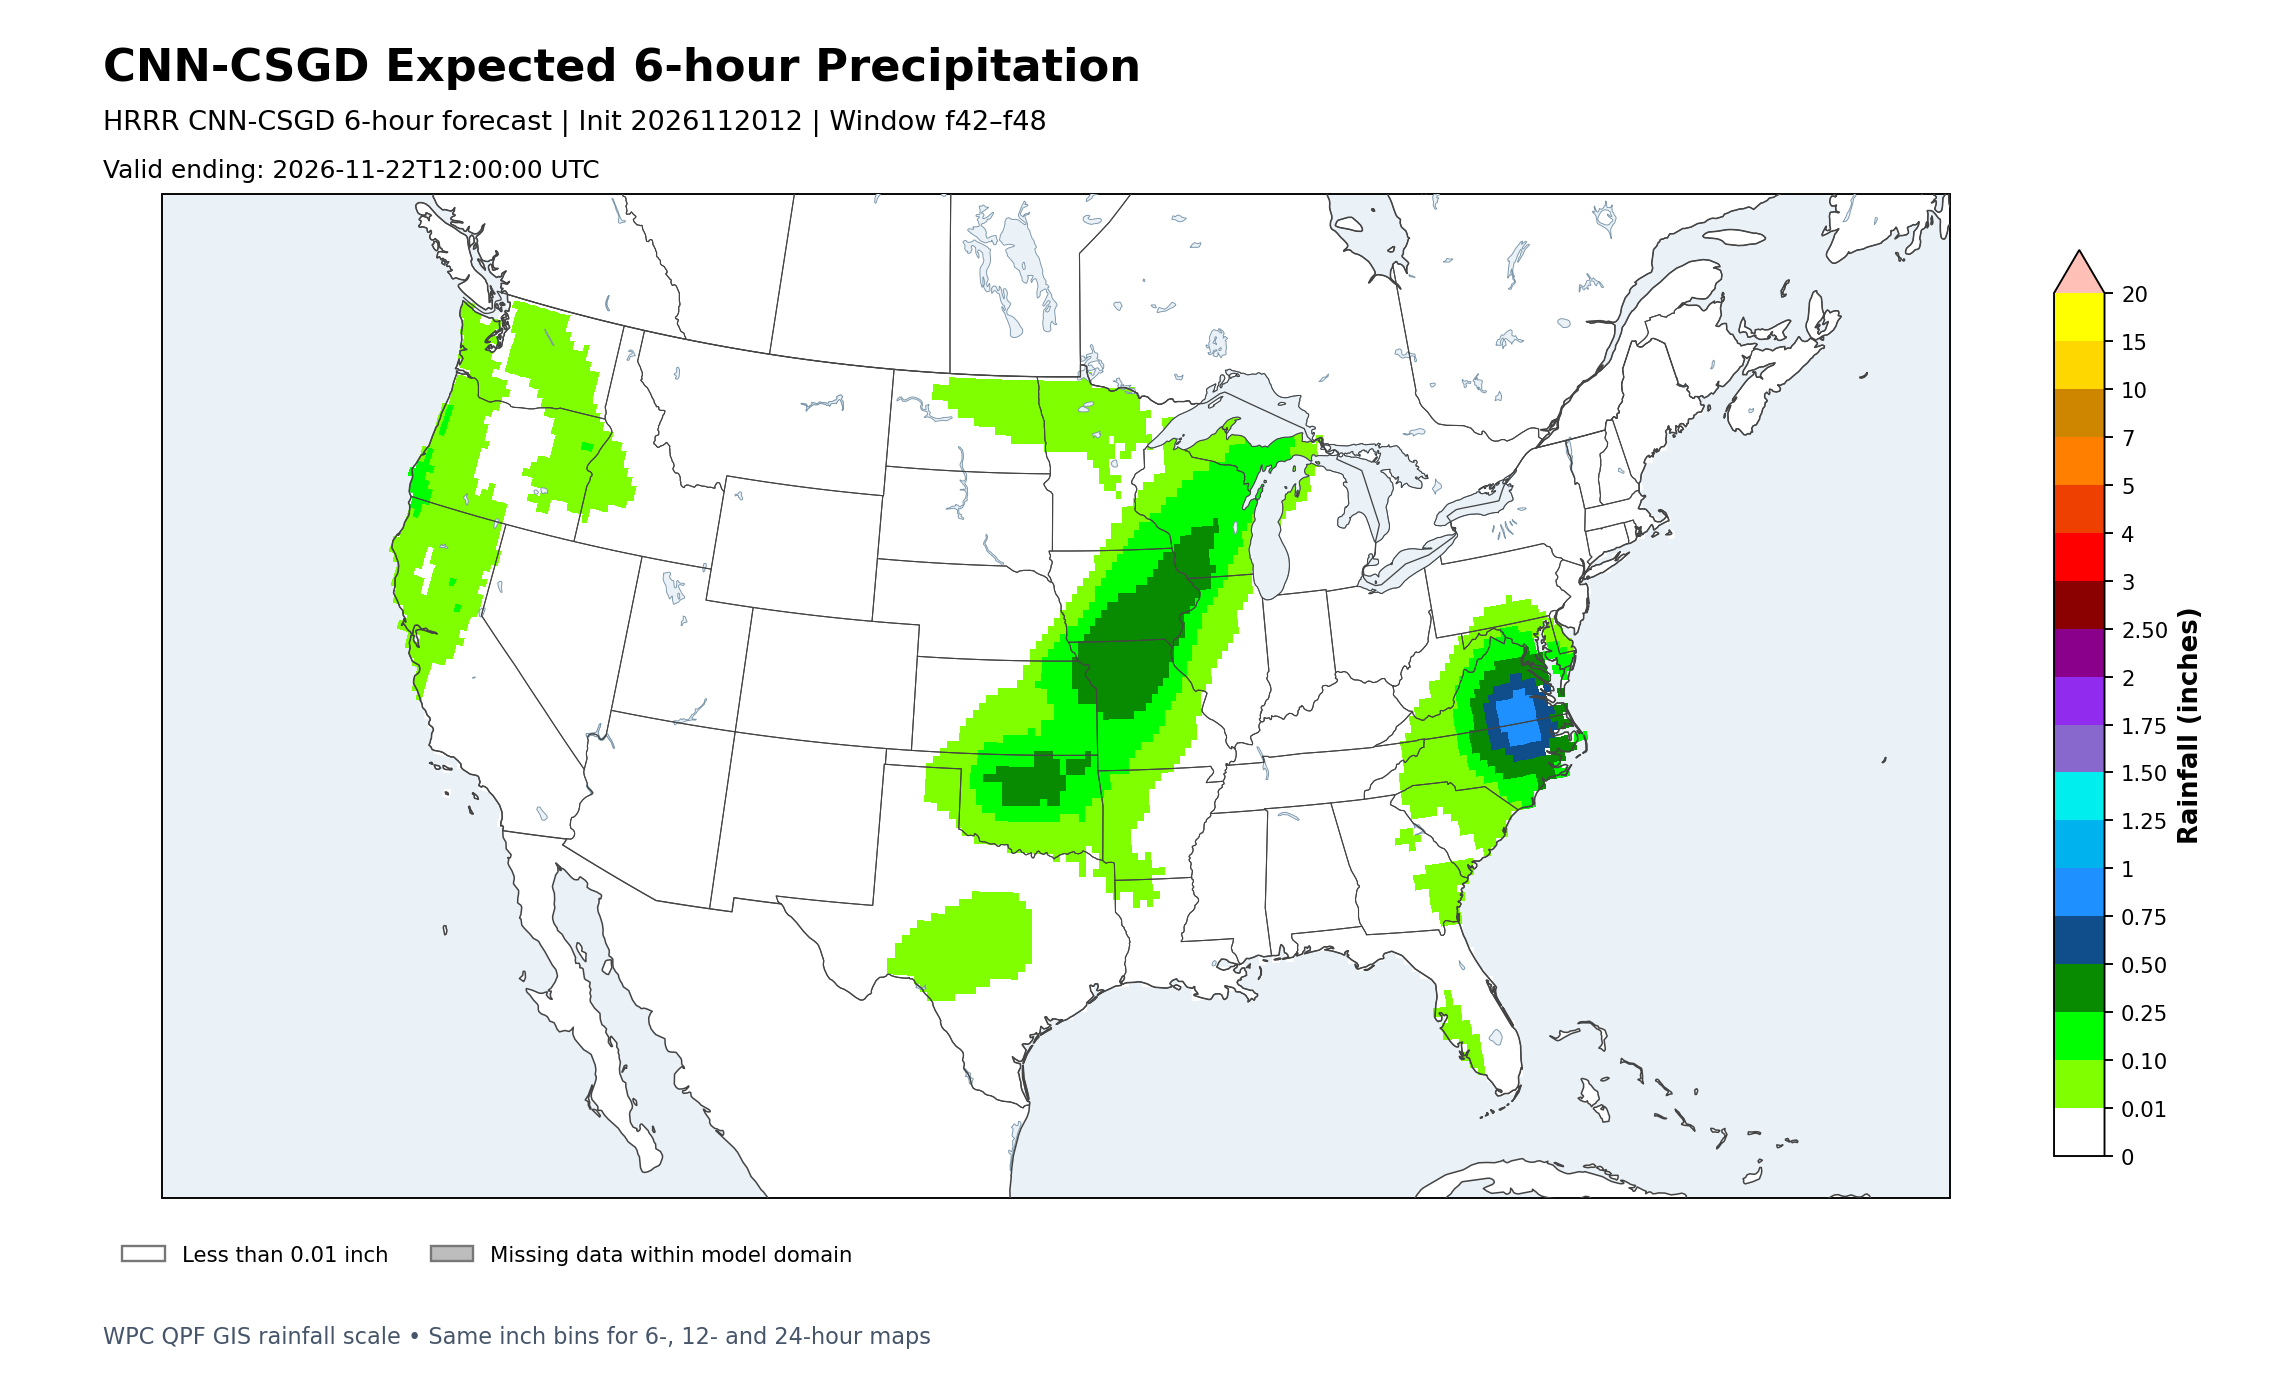 CNN-CSGD Expected 6-hour Precipitation
HRRR CNN-CSGD 6-hour forecast | Init 2026112012 | Window f42–f48
Valid ending: 2026-11-22T12:00:00 UTC
20
15
10
7
5
4
3
2.50
2
1.75
1.50
1.25
1
0.75
0.50
0.25
0.10
0.01
0
Rainfall (inches)
Less than 0.01 inch
Missing data within model domain
WPC QPF GIS rainfall scale • Same inch bins for 6-, 12- and 24-hour maps